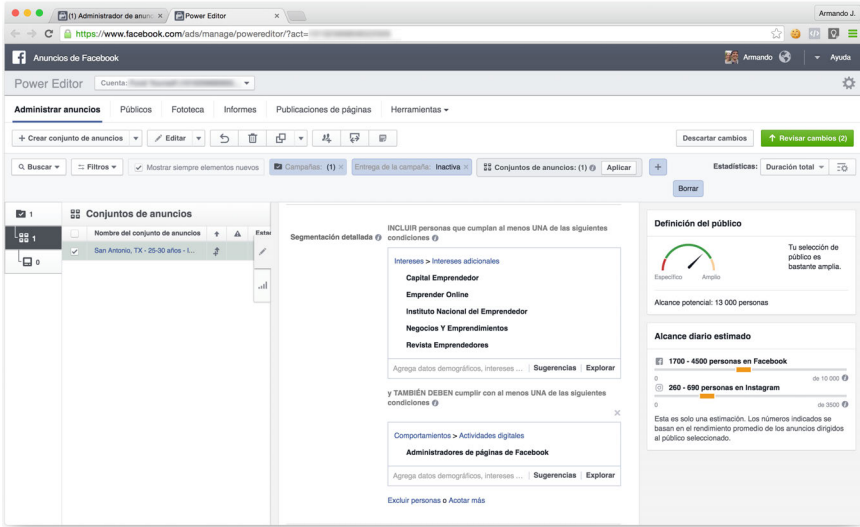 (1) Administrador de anunc
Power Editor
Armando J.
https://www.facebook.com/ads/manage/powereditor/?act=
Anuncios de Facebook
Armando
Ayuda
Power Editor
Cuenta:
Administrar anuncios
Públicos
Fototeca
Informes
Publicaciones de páginas
Herramientas
+ Crear conjunto de anuncios
Editar
Descartar cambios
Revisar cambios (2)
Buscar
Filtros
Mostrar siempre elementos nuevos
Campañas: (1) ×
Entrega de la campaña: Inactiva ×
Conjuntos de anuncios: (1)
Aplicar
+
Estadísticas:
Duración total
Borrar
1
1
0
Conjuntos de anuncios
Nombre del conjunto de anuncios
San Antonio, TX - 25-30 años - I...
Segmentación detallada
INCLUIR personas que cumplan al menos UNA de las siguientes
condiciones
Intereses > Intereses adicionales
Capital Emprendedor
Emprender Online
Instituto Nacional del Emprendedor
Negocios Y Emprendimientos
Revista Emprendedores
Agrega datos demográficos, intereses ... | Sugerencias | Explorar
y TAMBIÉN DEBEN cumplir con al menos UNA de las siguientes
condiciones
Comportamientos > Actividades digitales
Administradores de páginas de Facebook
Agrega datos demográficos, intereses ... | Sugerencias | Explorar
Excluir personas o Acotar más
Definición del público
Específico
Amplio
Tu selección de
público es
bastante amplia.
Alcance potencial: 13 000 personas
Alcance diario estimado
1700 - 4500 personas en Facebook
0
de 10 000
260 - 690 personas en Instagram
0
de 3500
Esta es solo una estimación. Los números indicados se
basan en el rendimiento promedio de los anuncios dirigidos
al público seleccionado.